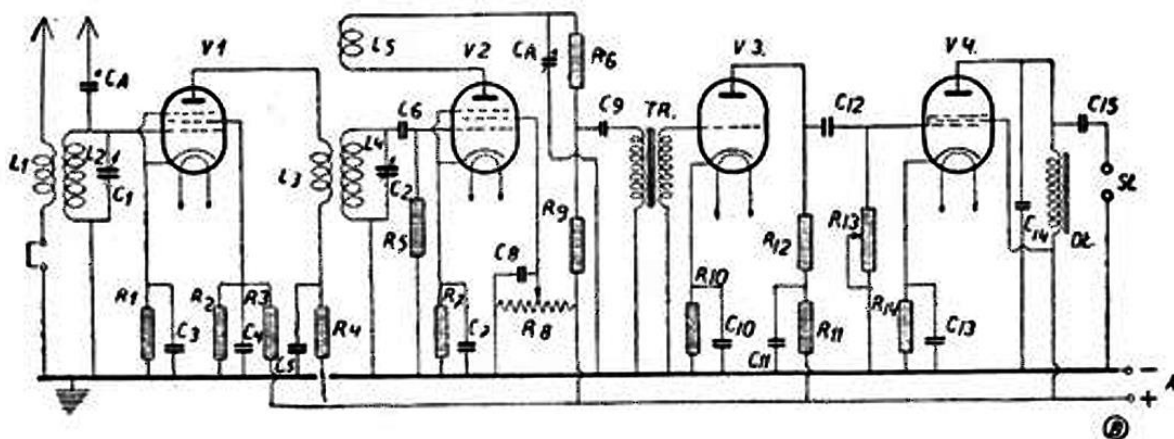 V1 L5 V2 CA R6 V3. V4.
CA C6 C9 TR. C12 C15
L1 L2 C1 L3 L4 C2 R5 R9 R12 R13 C14 Dł St
C8 R10
R1 C3 R2 C4 R3 C5 R4 R7 C7 R8 C10 C11 R11 R14 C13
− A
+
B